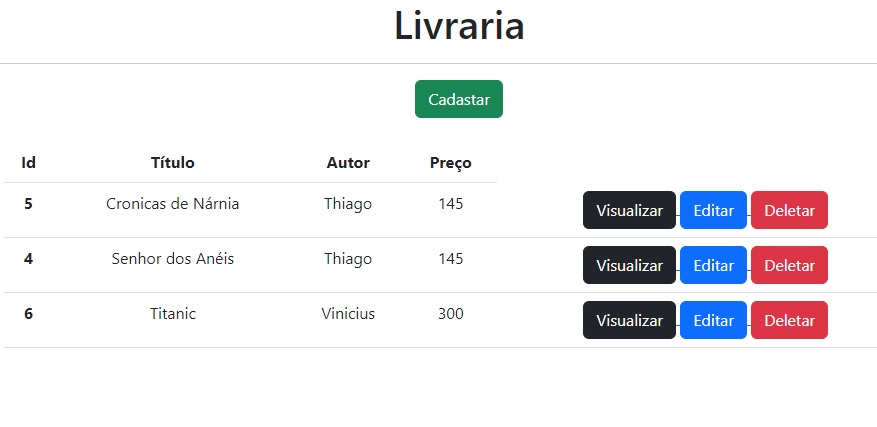 Livraria
Cadastar
Id Título Autor Preço
5 Cronicas de Nárnia Thiago 145 Visualizar Editar Deletar
4 Senhor dos Anéis Thiago 145 Visualizar Editar Deletar
6 Titanic Vinicius 300 Visualizar Editar Deletar